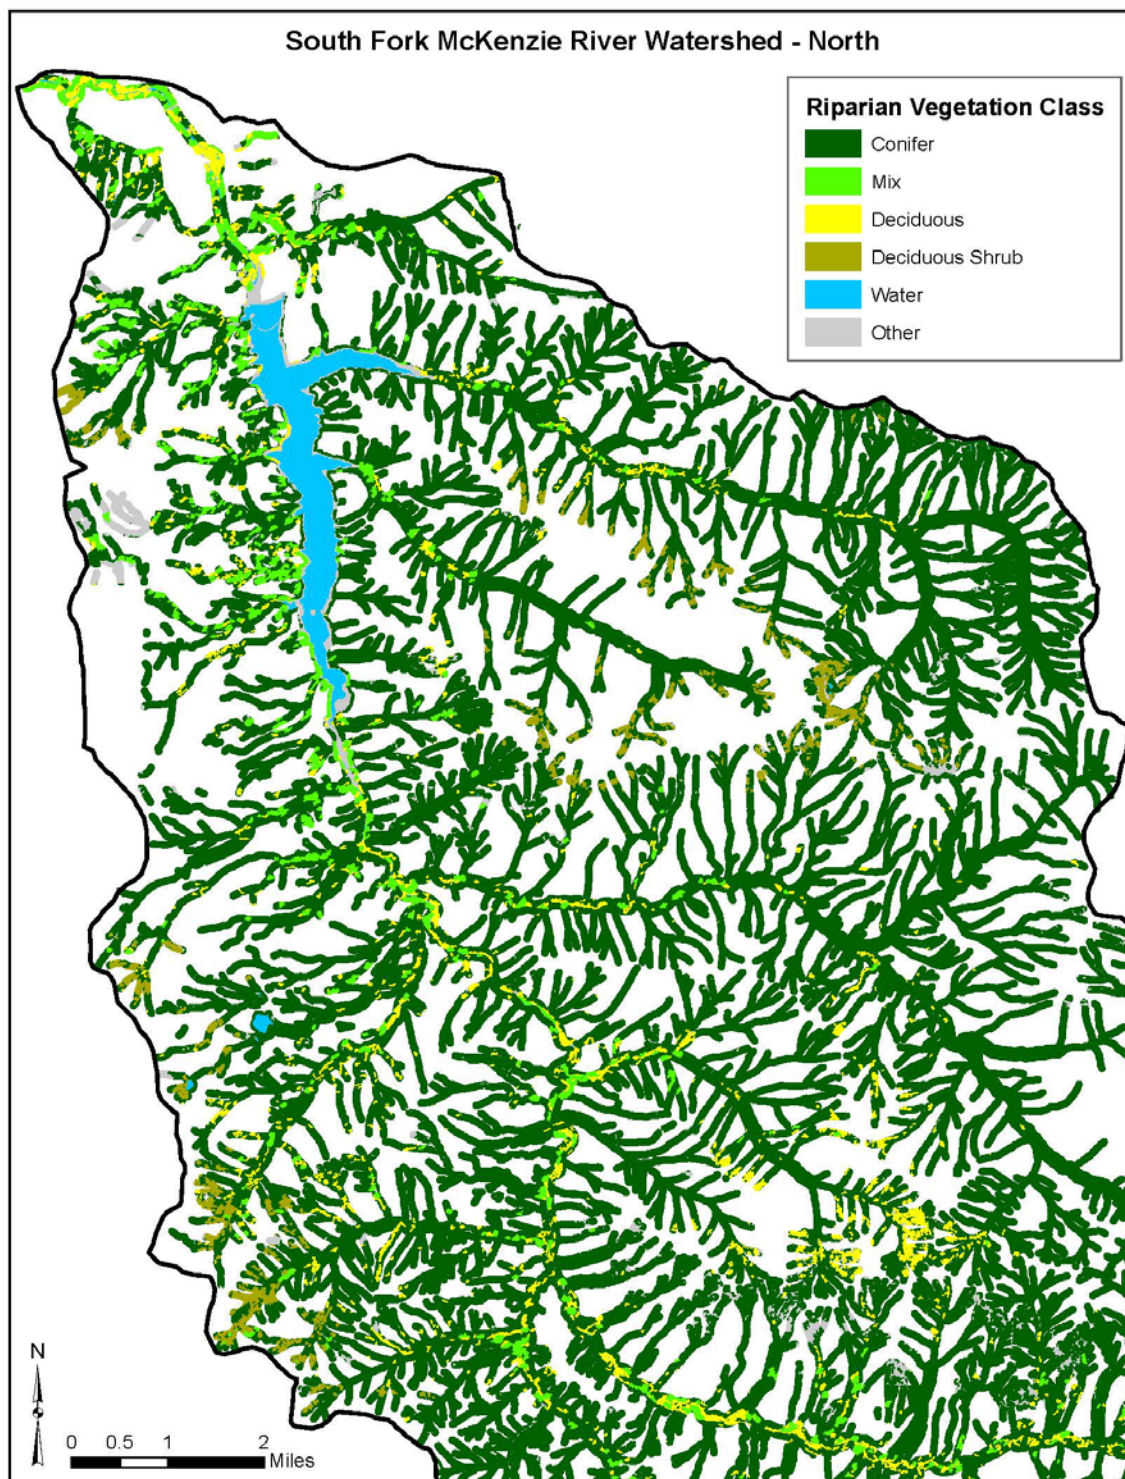 South Fork McKenzie River Watershed - North
Riparian Vegetation Class
Conifer
Mix
Deciduous
Deciduous Shrub
Water
Other
N
0 0.5 1 2
Miles